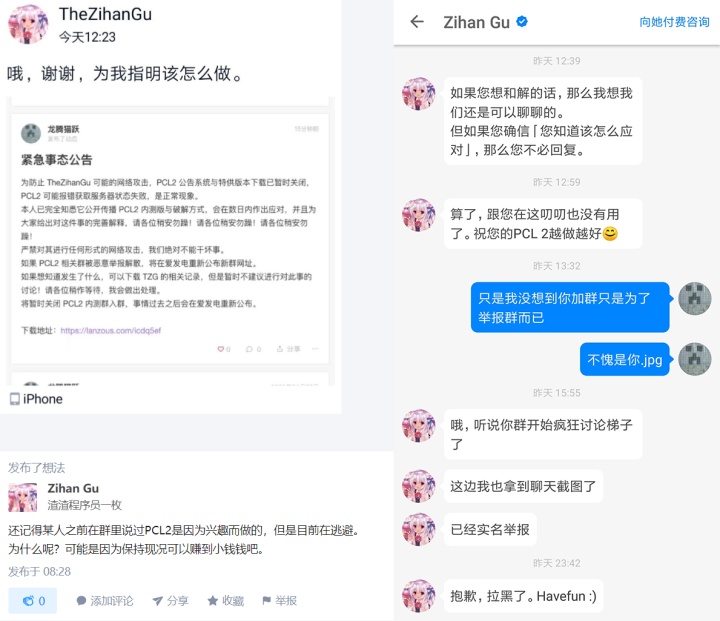 TheZihanGu
今天12:23
哦，谢谢，为我指明该怎么做。
龙腾猫跃
发布了动态
15分钟前
紧急事态公告
为防止 TheZihanGu 可能的网络攻击，PCL2 公告系统与特供版本下载已暂时关闭，
PCL2 可能报错获取服务器状态失败，是正常现象。
本人已完全知悉它公开传播 PCL2 内测版与破解方式，会在数日内作出应对，并且为
大家给出对这件事的完善解释，请各位稍安勿躁！请各位稍安勿躁！请各位稍安勿
躁！
严禁对其进行任何形式的网络攻击，我们绝对不能干坏事。
如果 PCL2 相关群被恶意举报解散，将在爱发电重新公布新群网址。
如果想知道发生了什么，可以下载 TZG 的相关记录，但是暂时不建议进行对此事的
讨论！请各位稍作等待，我会做出处理。
将暂时关闭 PCL2 内测群入群，事情过去之后会在爱发电重新公布。
下载地址：https://lanzous.com/icdq5ef
0 0 分享
iPhone
发布了想法
Zihan Gu
渣渣程序员一枚
还记得某人之前在群里说过PCL2是因为兴趣而做的，但是目前在逃避。
为什么呢？可能是因为保持现况可以赚到小钱钱吧。
发布于 08:28
0 添加评论 分享 收藏 举报
Zihan Gu 向她付费咨询
昨天 12:39
如果您想和解的话，那么我想我
们还是可以聊聊的。
但如果您确信「您知道该怎么应
对」，那么您不必回复。
昨天 12:59
算了，跟您在这叨叨也没有用
了。祝您的PCL 2越做越好😊
昨天 13:32
只是我没想到你加群只是为了
举报群而已
不愧是你.jpg
昨天 15:55
哦，听说你群开始疯狂讨论梯子
了
这边我也拿到聊天截图了
已经实名举报
昨天 23:42
抱歉，拉黑了。Havefun :)